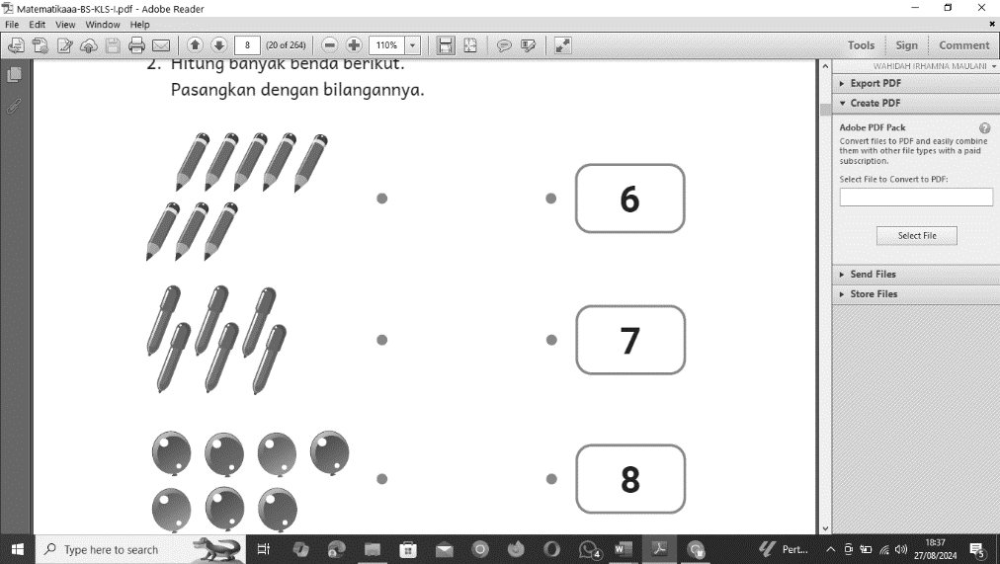 Matematikaaa-BS-KLS-I.pdf - Adobe Reader
File Edit View Window Help
8 (20 of 264) 110% Tools Sign Comment
WAHIDAH IRHAMNA MAULANI
2. Hitung banyak benda berikut.
Pasangkan dengan bilangannya.
6
7
8
Export PDF
Create PDF
Adobe PDF Pack
Convert files to PDF and easily combine
them with other file types with a paid
subscription.
Select File to Convert to PDF:
Select File
Send Files
Store Files
Type here to search
4
Pert...
18:37
27/08/2024
5